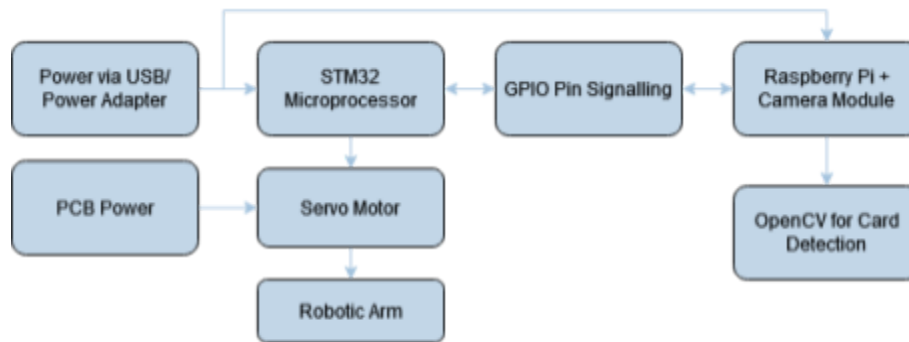 Power via USB/
Power Adapter
STM32
Microprocessor
GPIO Pin Signalling
Raspberry Pi +
Camera Module
PCB Power
Servo Motor
OpenCV for Card
Detection
Robotic Arm